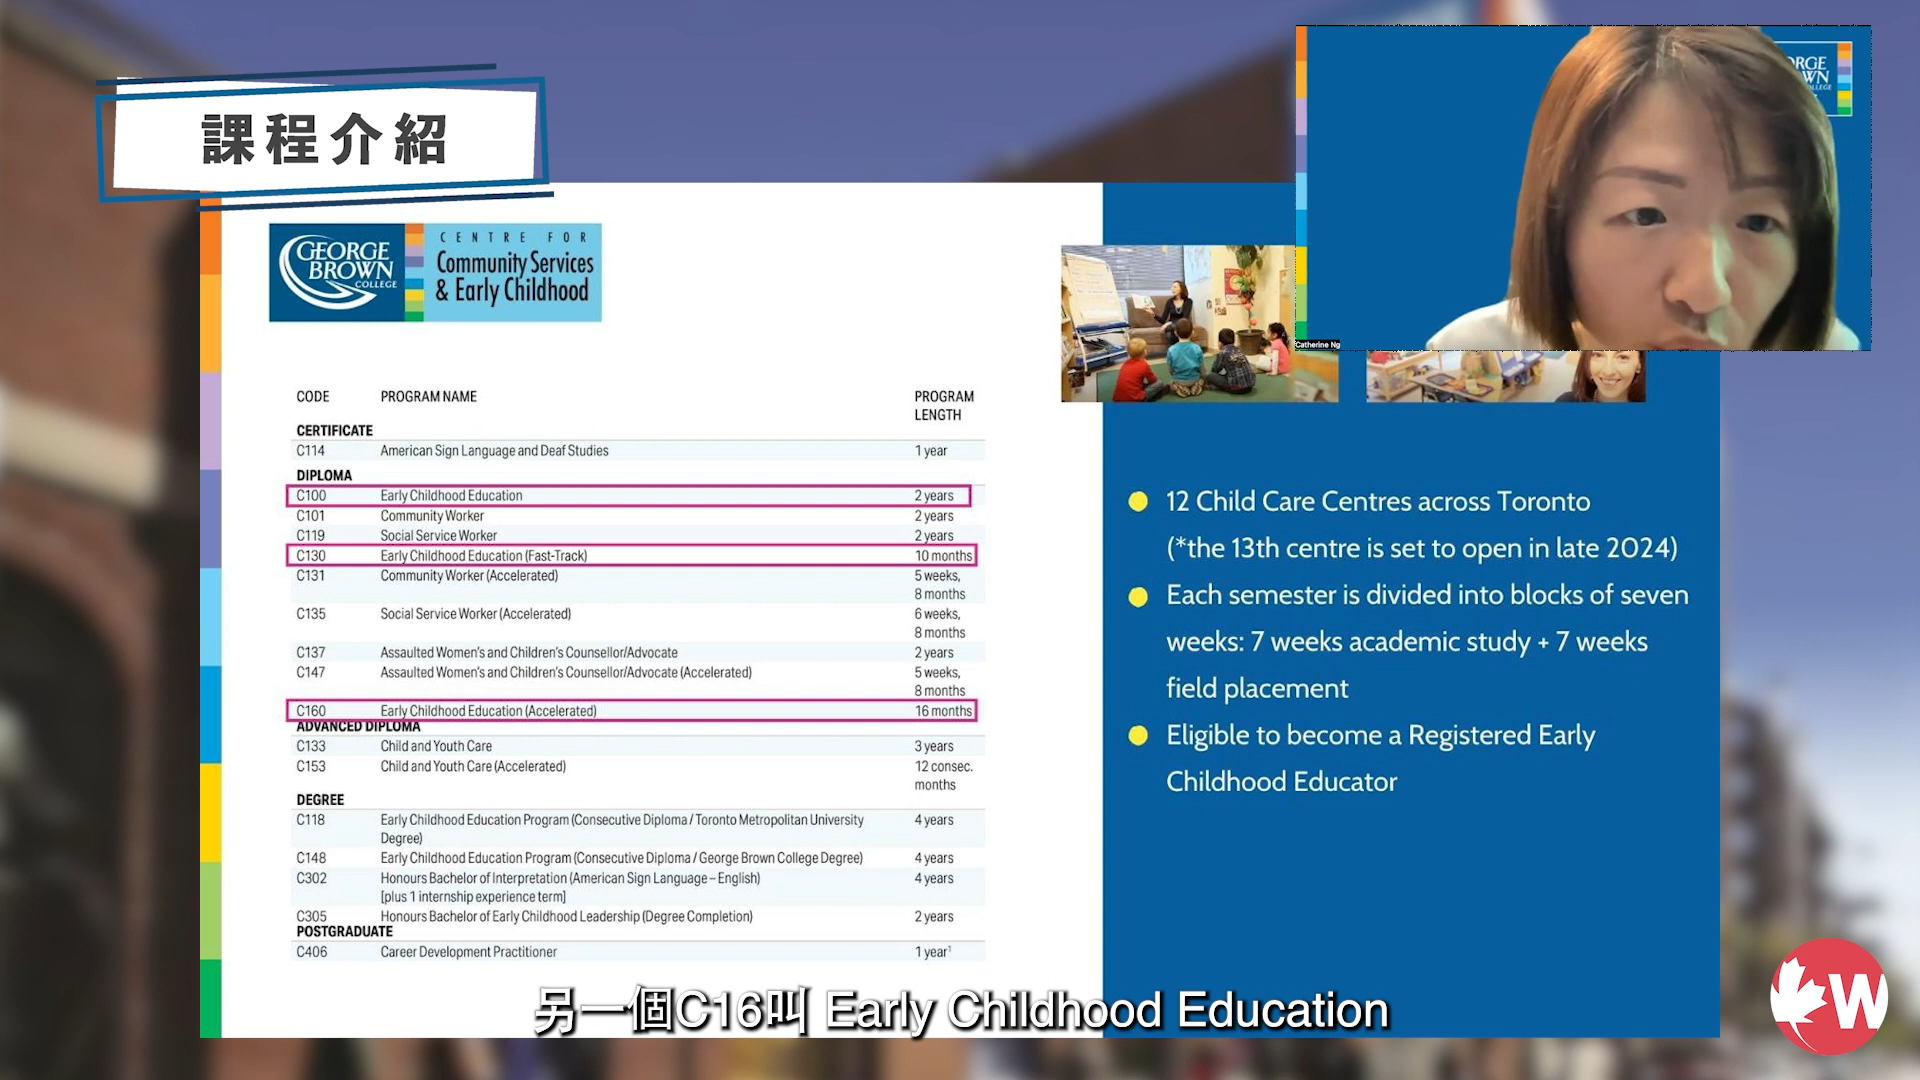 課程介紹
GEORGE
BROWN
COLLEGE
CENTRE FOR
Community Services
& Early Childhood
CODE PROGRAM NAME PROGRAM LENGTH
CERTIFICATE
C114 American Sign Language and Deaf Studies 1 year
DIPLOMA
C100 Early Childhood Education 2 years
C101 Community Worker 2 years
C119 Social Service Worker 2 years
C130 Early Childhood Education (Fast-Track) 10 months
C131 Community Worker (Accelerated) 5 weeks,
8 months
C135 Social Service Worker (Accelerated) 6 weeks,
8 months
C137 Assaulted Women's and Children's Counsellor/Advocate 2 years
C147 Assaulted Women's and Children's Counsellor/Advocate (Accelerated) 5 weeks,
8 months
C160 Early Childhood Education (Accelerated) 16 months
ADVANCED DIPLOMA
C133 Child and Youth Care 3 years
C153 Child and Youth Care (Accelerated) 12 consec.
months
DEGREE
C118 Early Childhood Education Program (Consecutive Diploma / Toronto Metropolitan University 4 years
Degree)
C148 Early Childhood Education Program (Consecutive Diploma / George Brown College Degree) 4 years
C302 Honours Bachelor of Interpretation (American Sign Language – English) 4 years
[plus 1 internship experience term]
C305 Honours Bachelor of Early Childhood Leadership (Degree Completion) 2 years
POSTGRADUATE
C406 Career Development Practitioner 1 year¹
Catherine Ng
12 Child Care Centres across Toronto
(*the 13th centre is set to open in late 2024)
Each semester is divided into blocks of seven
weeks: 7 weeks academic study + 7 weeks
field placement
Eligible to become a Registered Early
Childhood Educator
另一個C16叫 Early Childhood Education
W